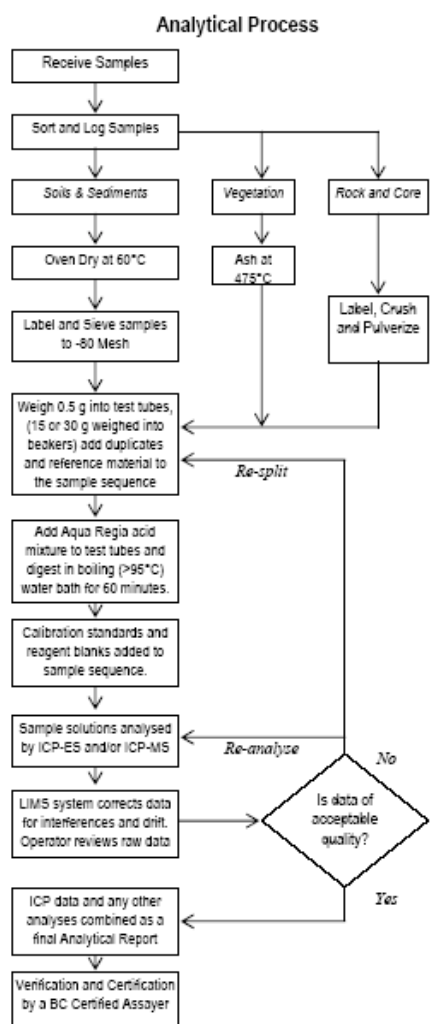 Analytical Process
Receive Samples
Sort and Log Samples
Soils & Sediments
Vegetation
Rock and Core
Oven Dry at 60°C
Ash at
475°C
Label and Sieve samples
to -80 Mesh
Label, Crush
and Pulverize
Weigh 0.5 g into test tubes,
(15 or 30 g weighed into
beakers) add duplicates
and reference material to
the sample sequence
Re-split
Add Aqua Regia acid
mixture to test tubes and
digest in boiling (>95°C)
water bath for 60 minutes.
Calibration standards and
reagent blanks added to
sample sequence.
Sample solutions analysed
by ICP-ES and/or ICP-MS
Re-analyse
No
LIMS system corrects data
for interferences and drift.
Operator reviews raw data
Is data of
acceptable
quality?
Yes
ICP data and any other
analyses combined as a
final Analytical Report
Verification and Certification
by a BC Certified Assayer